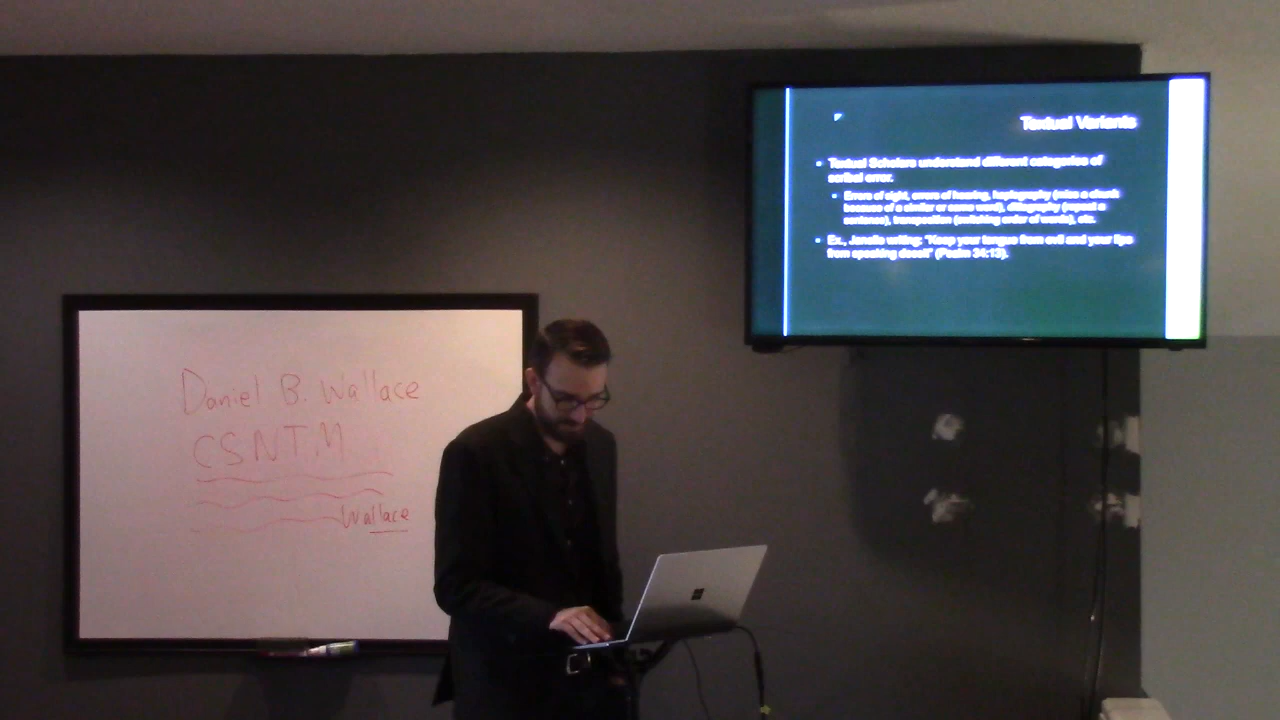 Daniel B. Wallace
CSNTM
Wallace
Textual Variants
Textual Scholars understand different categories of
scribal error.
Errors of sight, errors of hearing, haplography (miss a chunk
because of a similar or same word), dittography (repeat a
sentence), transposition (switching order of words), etc.
Ex., writing: "Keep your tongue from evil and your lips
from speaking deceit" (Psalm 34:13).